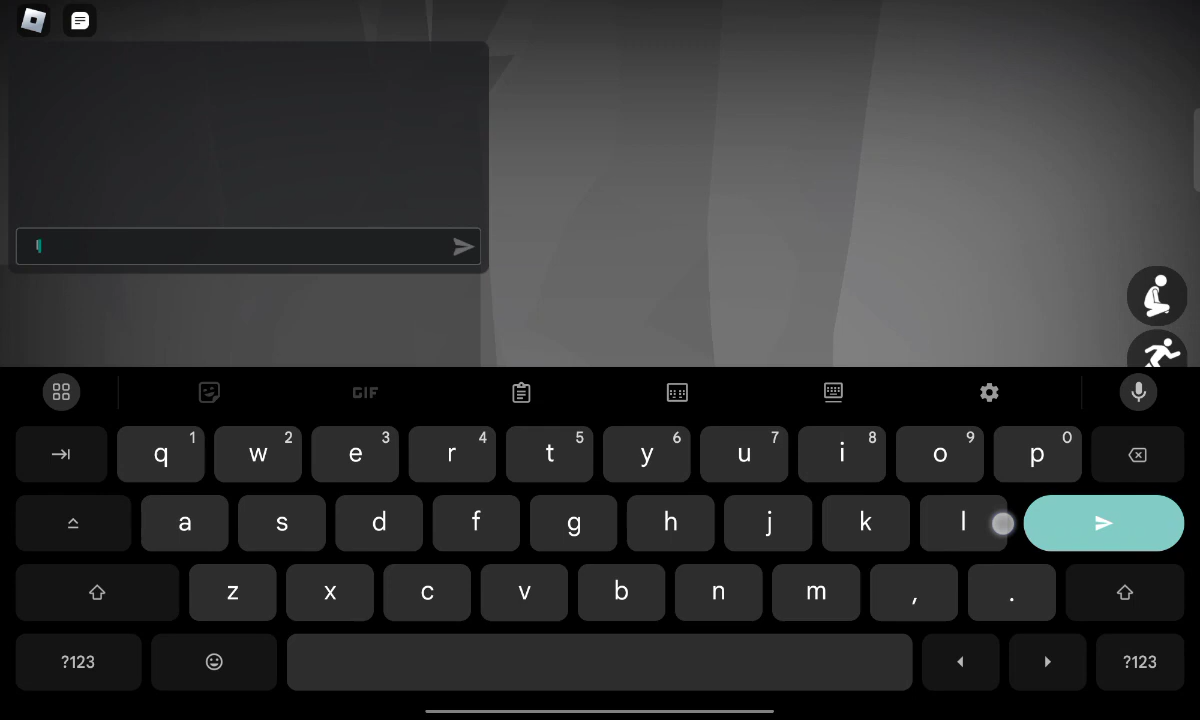 l
GIF
q 1 w 2 e 3 r 4 t 5 y 6 u 7 i 8 o 9 p 0
a s d f g h j k l
z x c v b n m , .
?123 ?123